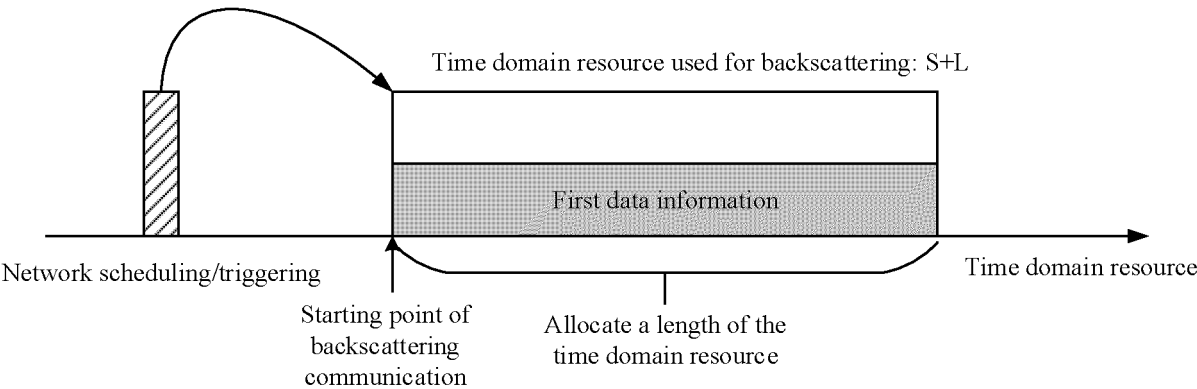 Time domain resource used for backscattering: S+L
First data information
Network scheduling/triggering
Time domain resource
Starting point of
backscattering
communication
Allocate a length of the
time domain resource